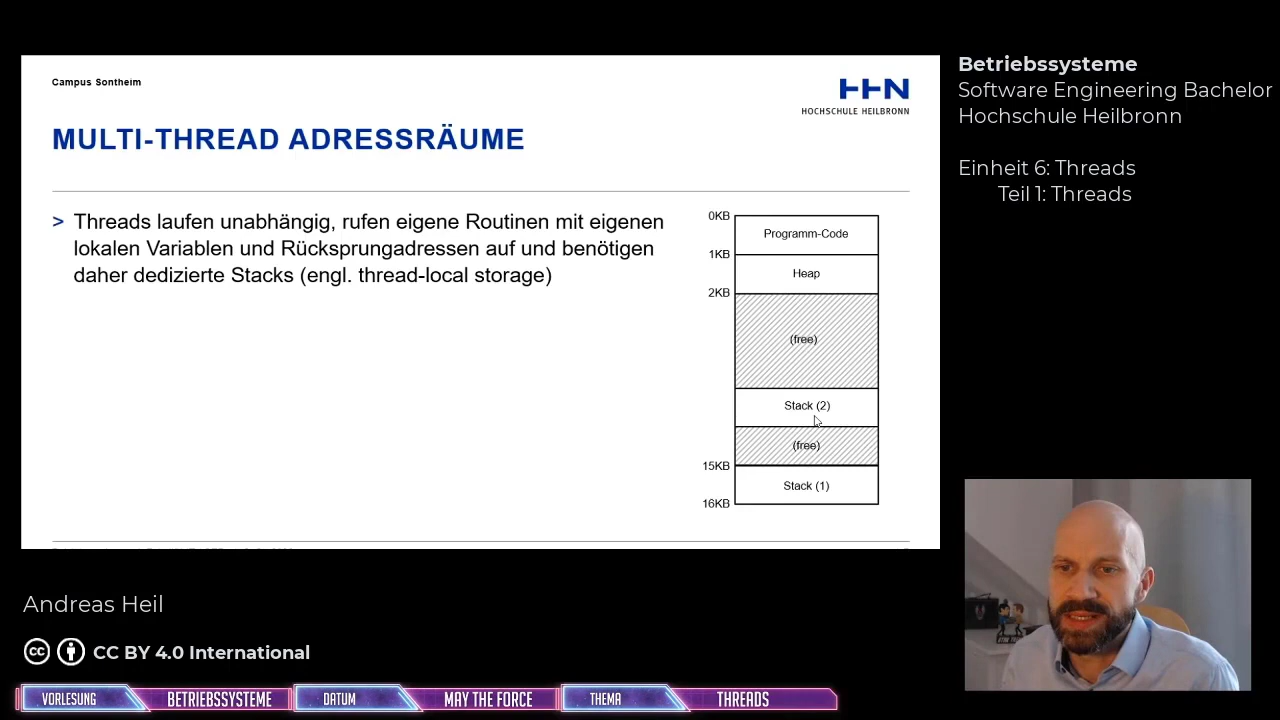 Campus Sontheim
HHN
HOCHSCHULE HEILBRONN
MULTI-THREAD ADRESSRÄUME
> Threads laufen unabhängig, rufen eigene Routinen mit eigenen
lokalen Variablen und Rücksprungadressen auf und benötigen
daher dedizierte Stacks (engl. thread-local storage)
0KB
Programm-Code
1KB
Heap
2KB
(free)
Stack (2)
(free)
15KB
Stack (1)
16KB
Betriebssysteme
Software Engineering Bachelor
Hochschule Heilbronn
Einheit 6: Threads
Teil 1: Threads
Andreas Heil
cc CC BY 4.0 International
VORLESUNG BETRIEBSSYSTEME DATUM MAY THE FORCE THEMA THREADS